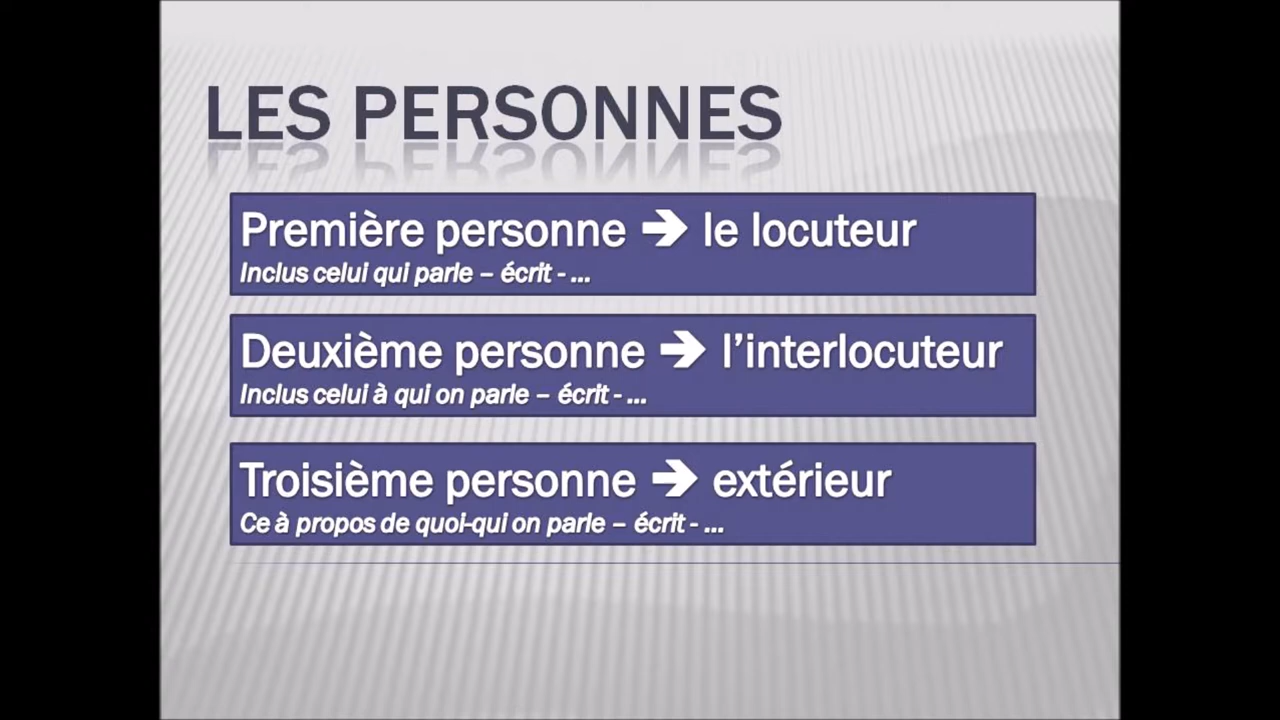 LES PERSONNES
Première personne → le locuteur
Inclus celui qui parle – écrit - ...
Deuxième personne → l’interlocuteur
Inclus celui à qui on parle – écrit - ...
Troisième personne → extérieur
Ce à propos de quoi-qui on parle – écrit - ...